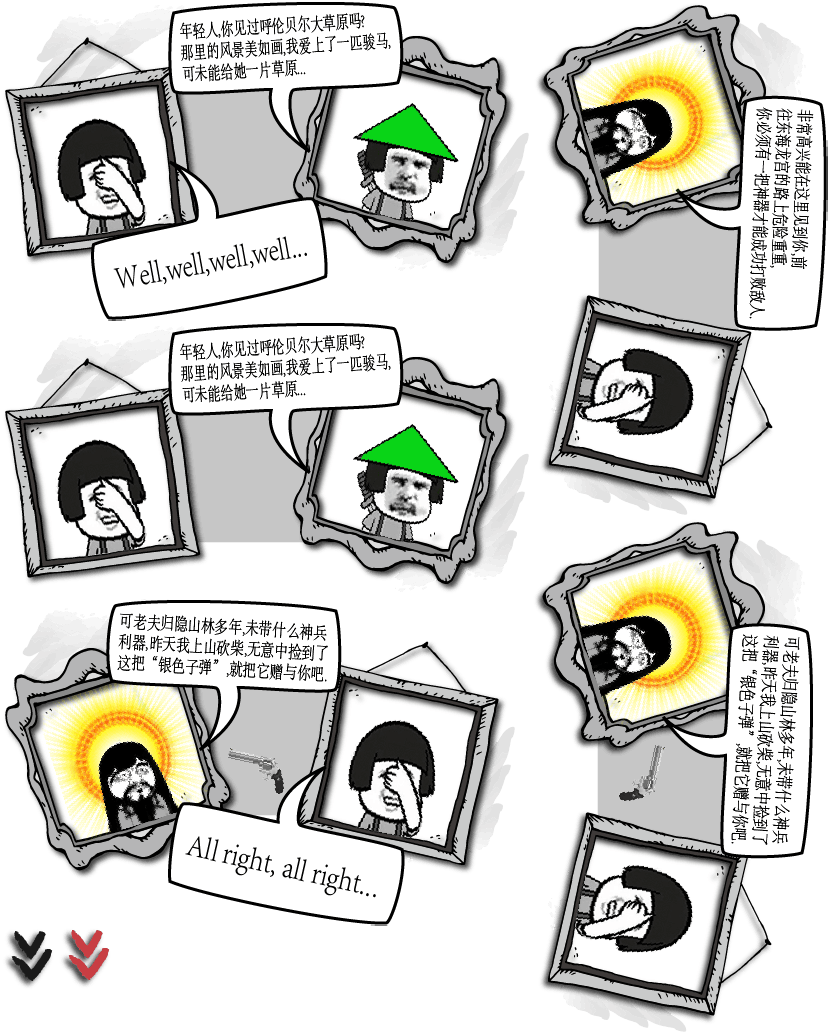 年轻人,你见过呼伦贝尔大草原吗?
那里的风景美如画,我爱上了一匹骏马,
可未能给她一片草原...
Well,well,well,well...
年轻人,你见过呼伦贝尔大草原吗?
那里的风景美如画,我爱上了一匹骏马,
可未能给她一片草原...
可老夫归隐山林多年,未带什么神兵
利器,昨天我上山砍柴,无意中捡到了
这把“银色子弹”,就把它赠与你吧.
All right, all right...
非常高兴能在这里见到你,前
往东海龙宫的路上危险重重,
你必须有一把神器才能成功打败敌人.
可老夫归隐山林多年,未带什么神兵
利器,昨天我上山砍柴,无意中捡到了
这把“银色子弹”,就把它赠与你吧.